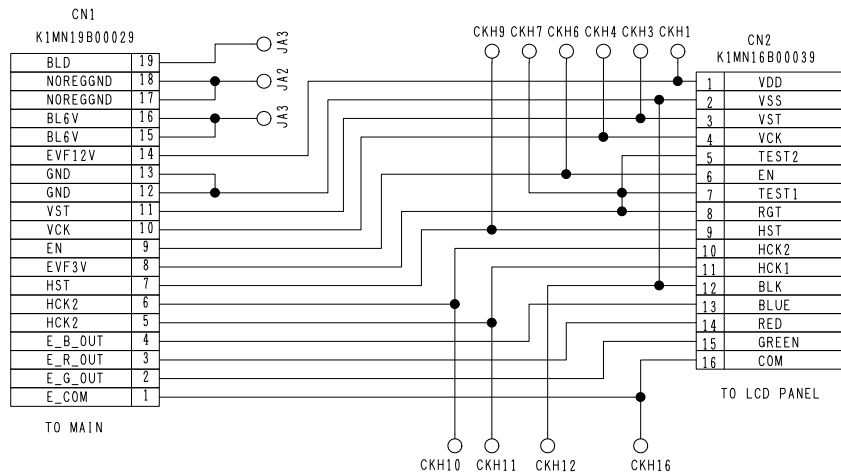 CN1
K1MN19B00029
BLD 19
NOREGGND 18
NOREGGND 17
BL6V 16
BL6V 15
EVF12V 14
GND 13
GND 12
VST 11
VCK 10
EN 9
EVF3V 8
HST 7
HCK2 6
HCK2 5
E_B_OUT 4
E_R_OUT 3
E_G_OUT 2
E_COM 1
TO MAIN
JA3
JA2
JA3
CKH9 CKH7 CKH6 CKH4 CKH3 CKH1
CN2
K1MN16B00039
1 VDD
2 VSS
3 VST
4 VCK
5 TEST2
6 EN
7 TEST1
8 RGT
9 HST
10 HCK2
11 HCK1
12 BLK
13 BLUE
14 RED
15 GREEN
16 COM
TO LCD PANEL
CKH10 CKH11 CKH12 CKH16